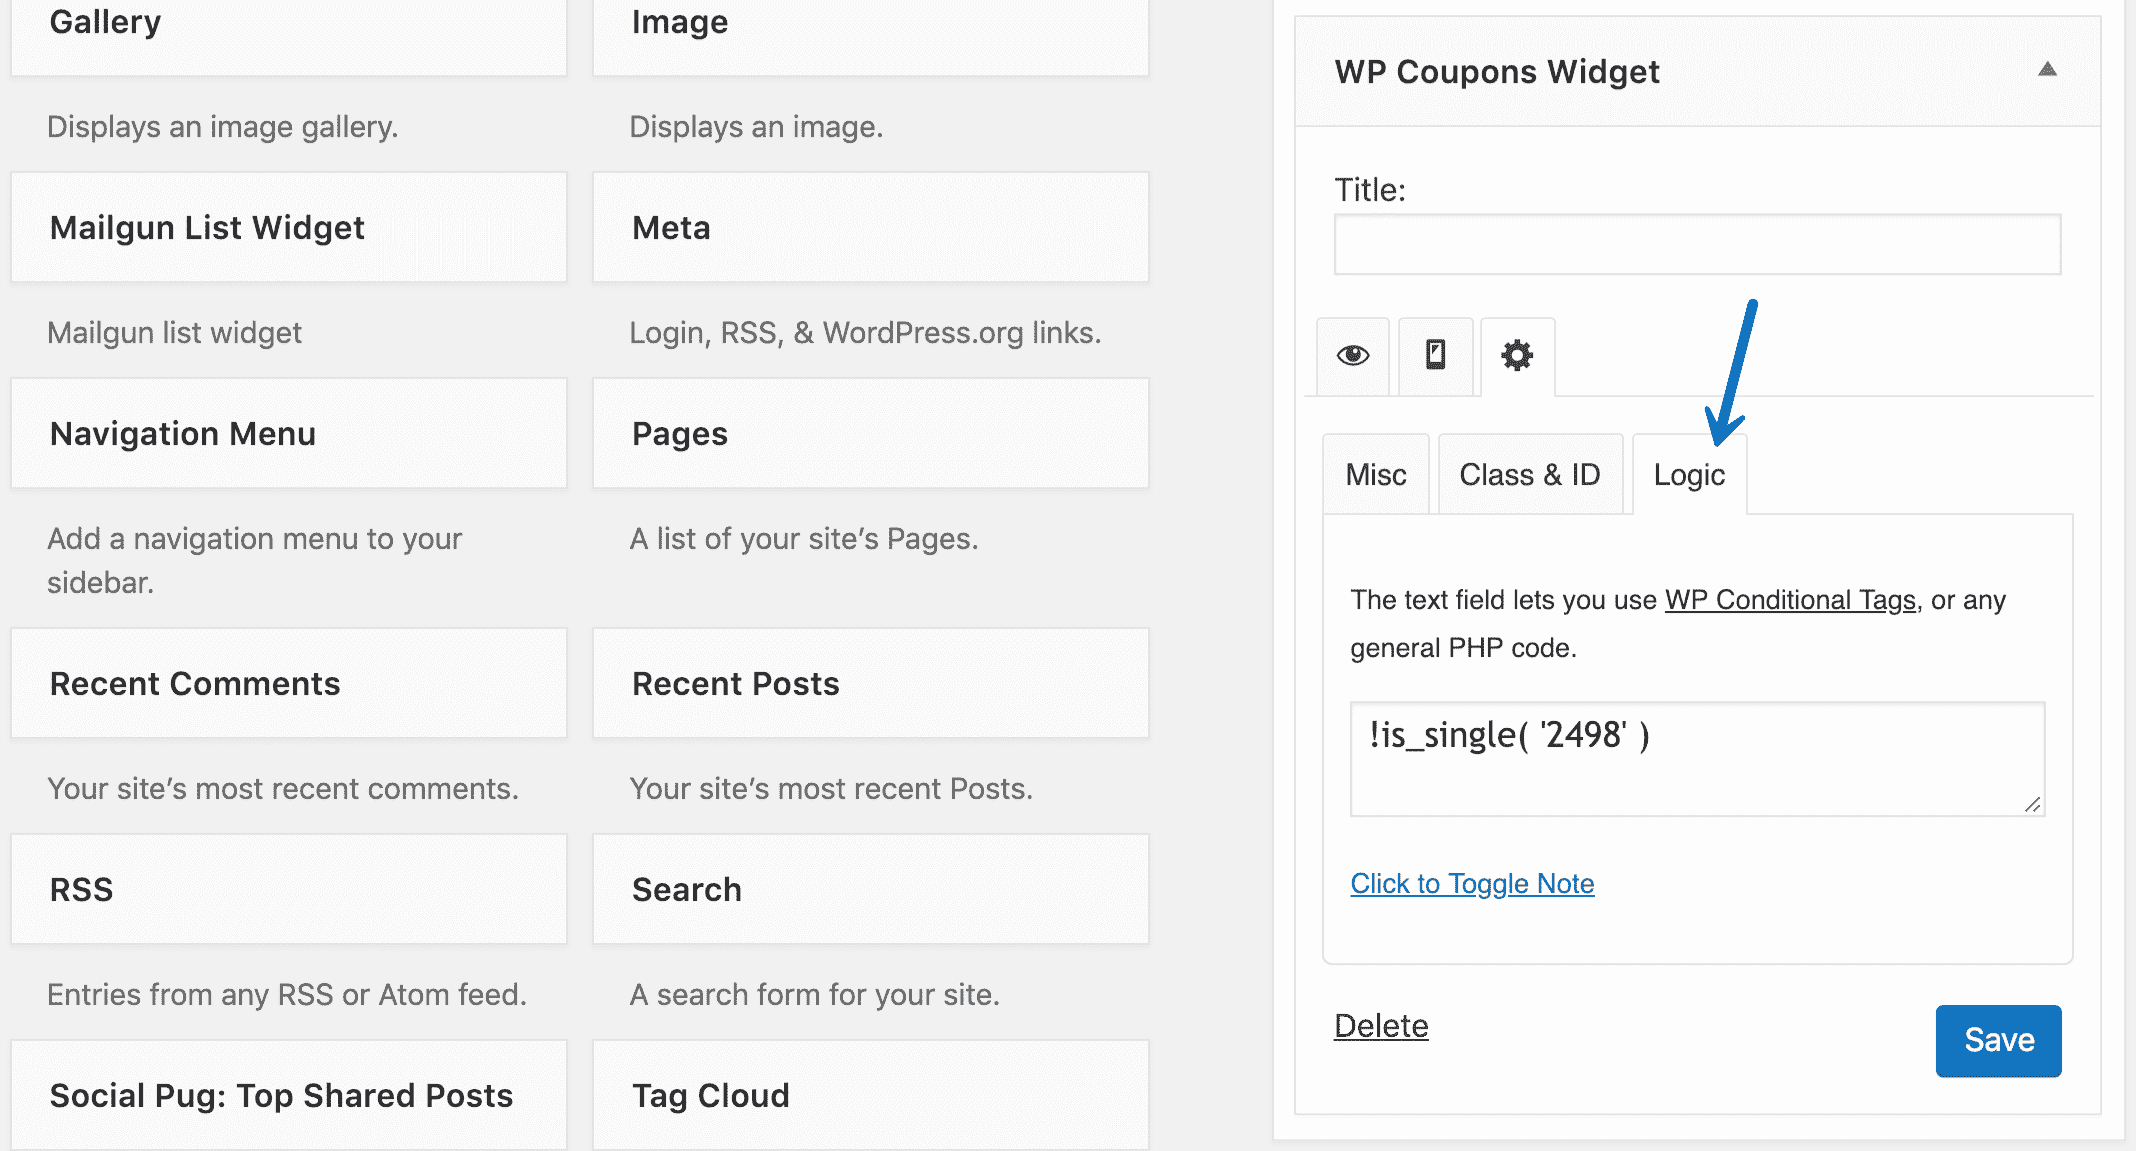 Gallery
Displays an image gallery.
Image
Displays an image.
Mailgun List Widget
Mailgun list widget
Meta
Login, RSS, & WordPress.org links.
Navigation Menu
Add a navigation menu to your
sidebar.
Pages
A list of your site’s Pages.
Recent Comments
Your site’s most recent comments.
Recent Posts
Your site’s most recent Posts.
RSS
Entries from any RSS or Atom feed.
Search
A search form for your site.
Social Pug: Top Shared Posts
Tag Cloud
WP Coupons Widget
Title:
Misc
Class & ID
Logic
The text field lets you use WP Conditional Tags, or any
general PHP code.
!is_single( '2498' )
Click to Toggle Note
Delete
Save